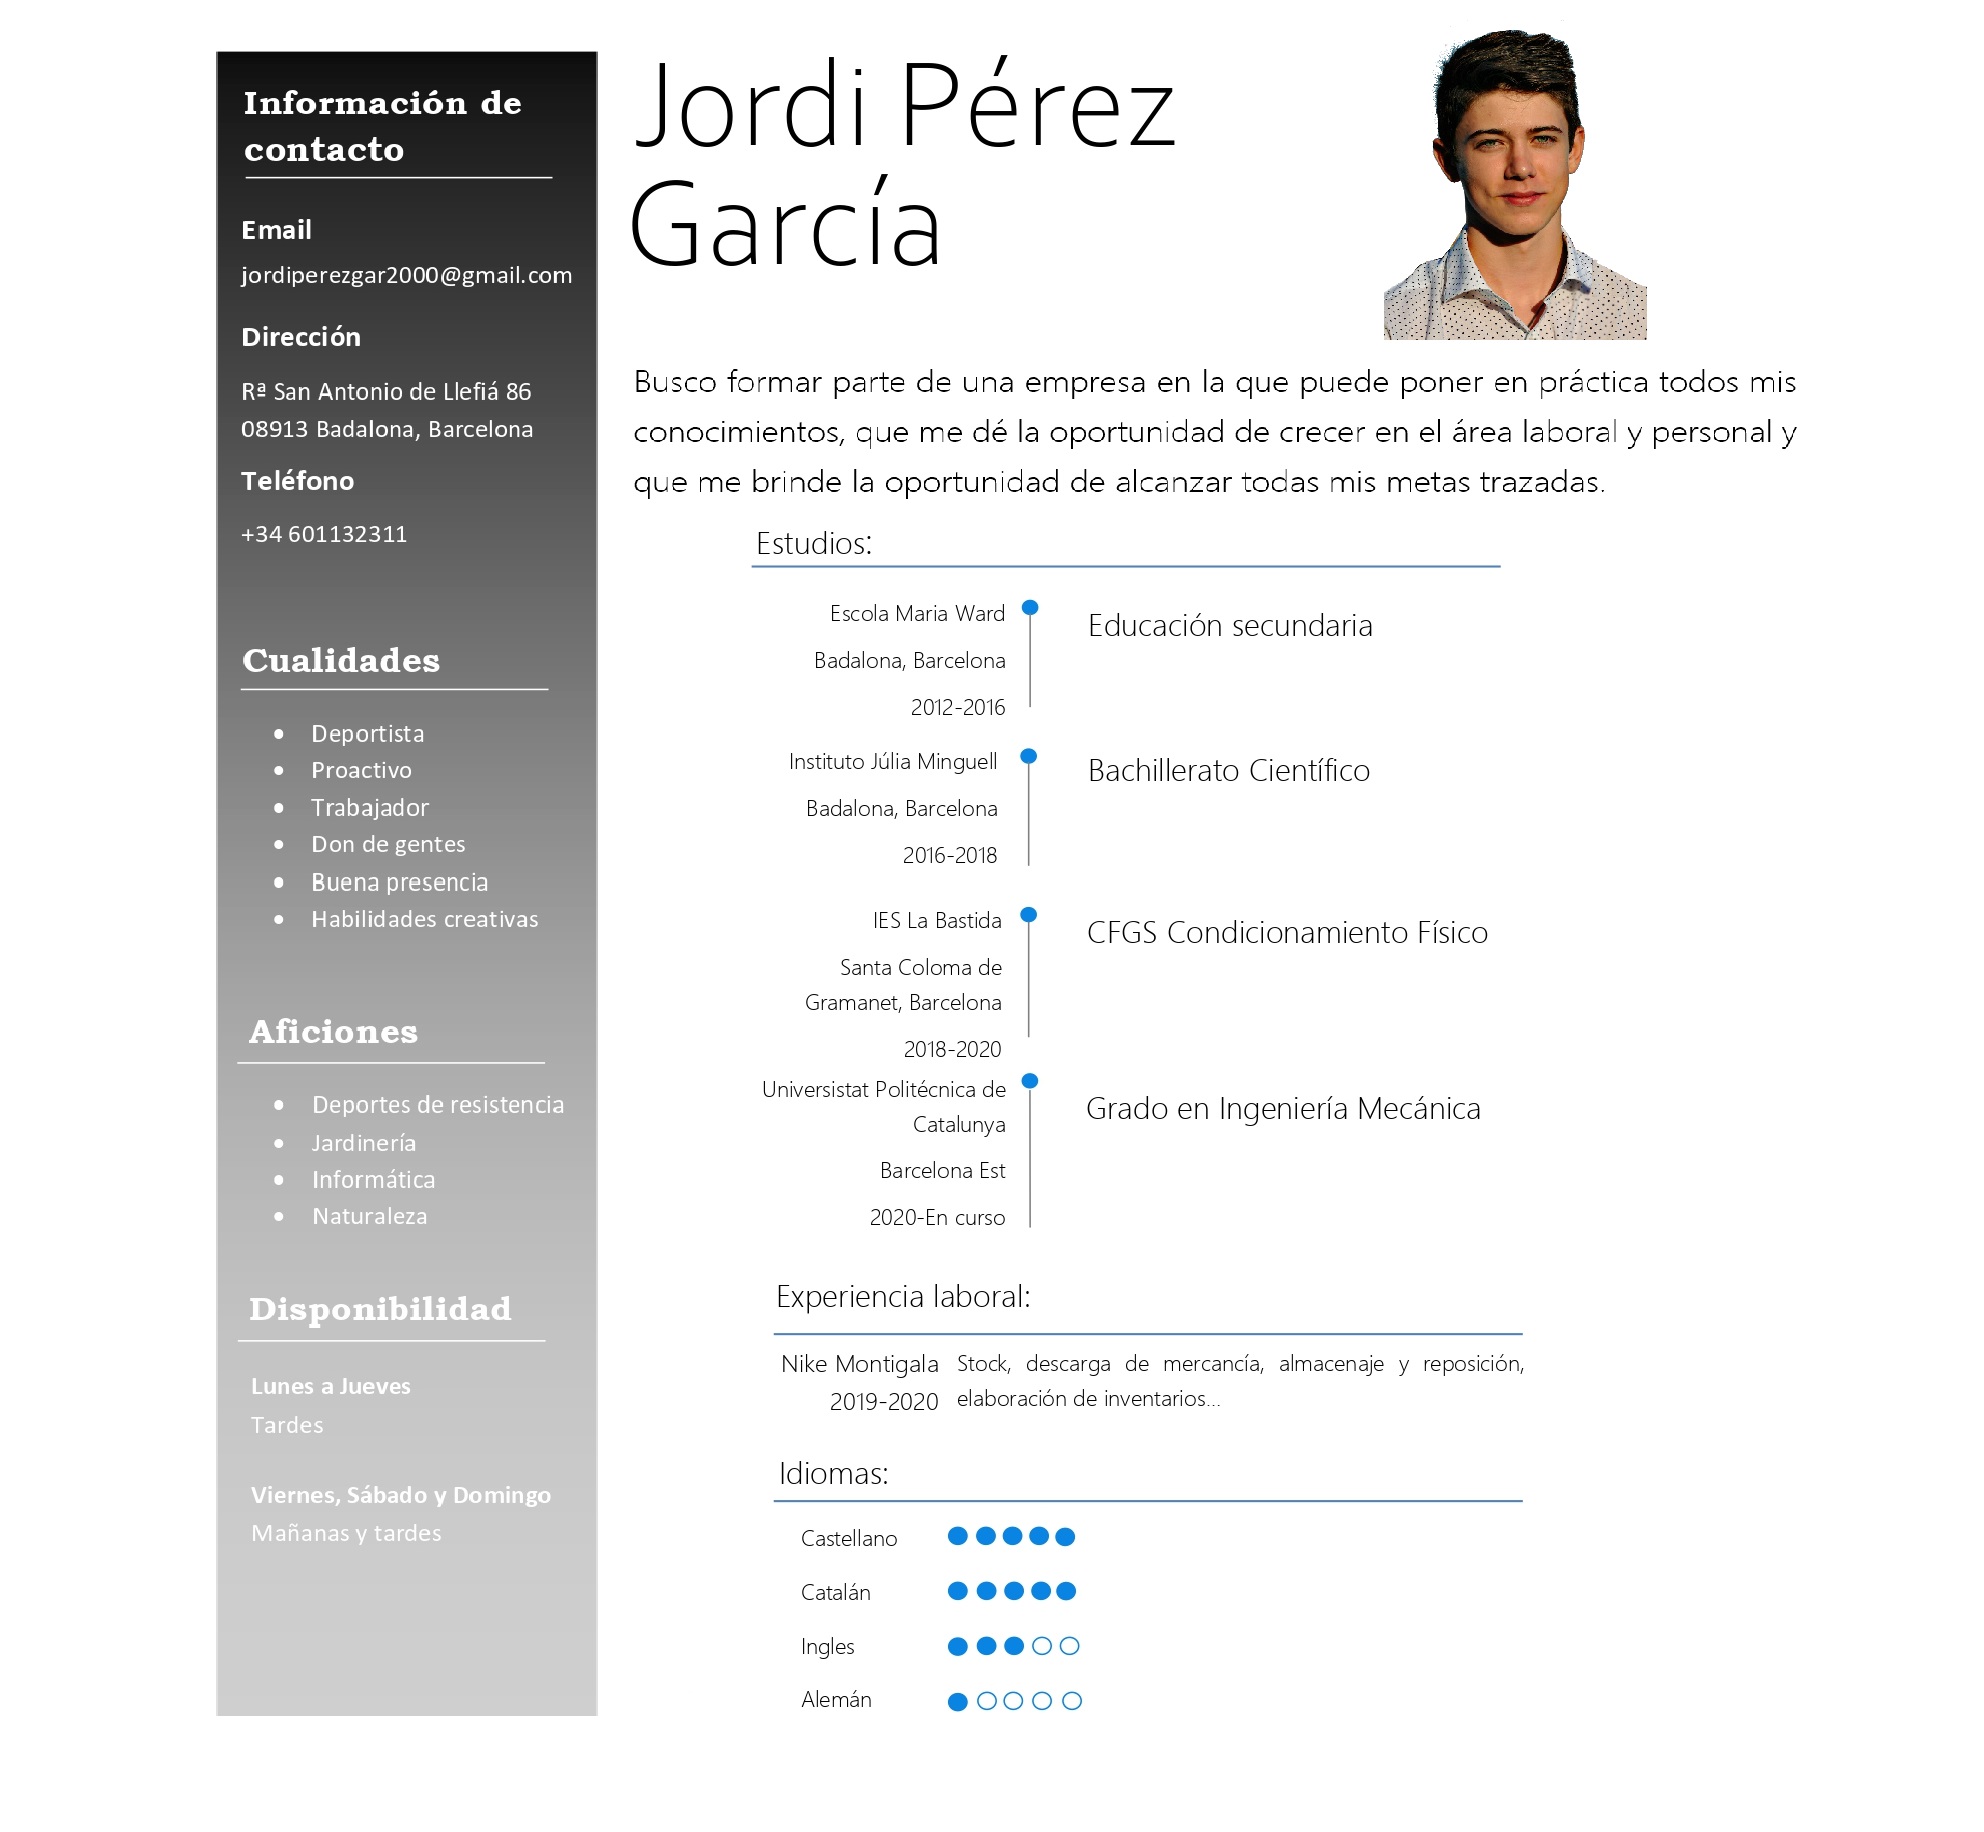 Información de
contacto
Email
jordiperezgar2000@gmail.com
Dirección
Rª San Antonio de Llefiá 86
08913 Badalona, Barcelona
Teléfono
+34 601132311
Cualidades
• Deportista
• Proactivo
• Trabajador
• Don de gentes
• Buena presencia
• Habilidades creativas
Aficiones
• Deportes de resistencia
• Jardinería
• Informática
• Naturaleza
Disponibilidad
Lunes a Jueves
Tardes
Viernes, Sábado y Domingo
Mañanas y tardes
Jordi Pérez
García
Busco formar parte de una empresa en la que puede poner en práctica todos mis
conocimientos, que me dé la oportunidad de crecer en el área laboral y personal y
que me brinde la oportunidad de alcanzar todas mis metas trazadas.
Estudios:
Escola Maria Ward
Badalona, Barcelona
2012-2016
Educación secundaria
Instituto Júlia Minguell
Badalona, Barcelona
2016-2018
Bachillerato Científico
IES La Bastida
Santa Coloma de
Gramanet, Barcelona
2018-2020
CFGS Condicionamiento Físico
Universistat Politécnica de
Catalunya
Barcelona Est
2020-En curso
Grado en Ingeniería Mecánica
Experiencia laboral:
Nike Montigala
2019-2020
Stock, descarga de mercancía, almacenaje y reposición,
elaboración de inventarios...
Idiomas:
Castellano
Catalán
Ingles
Alemán